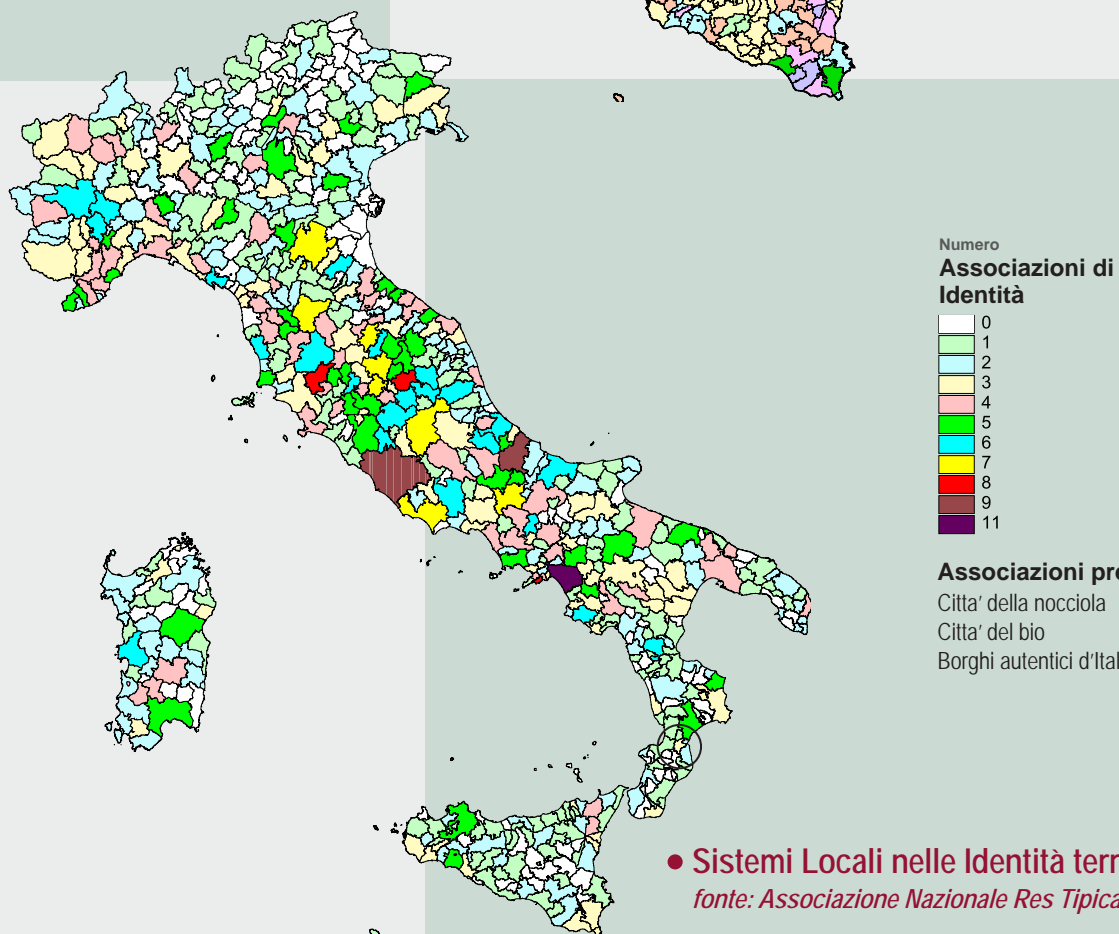 Numero
Associazioni di
Identità
0
1
2
3
4
5
6
7
8
9
11
Associazioni pro
Citta' della nocciola
Citta' del bio
Borghi autentici d'Ital
• Sistemi Locali nelle Identità terr
fonte: Associazione Nazionale Res Tipica